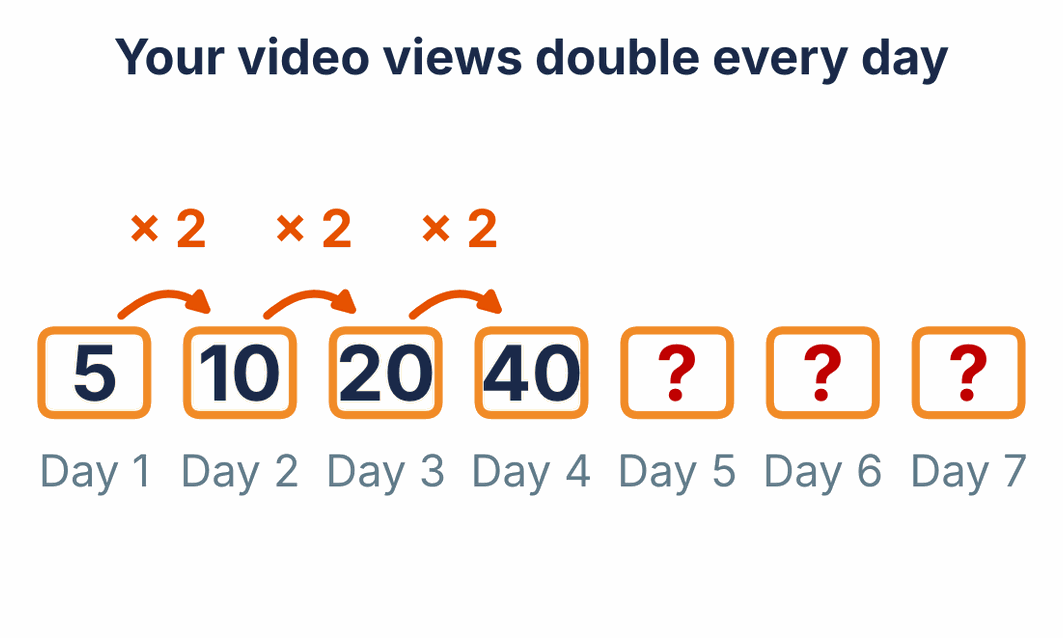 Your video views double every day
× 2 × 2 × 2
5 10 20 40 ? ? ?
Day 1 Day 2 Day 3 Day 4 Day 5 Day 6 Day 7